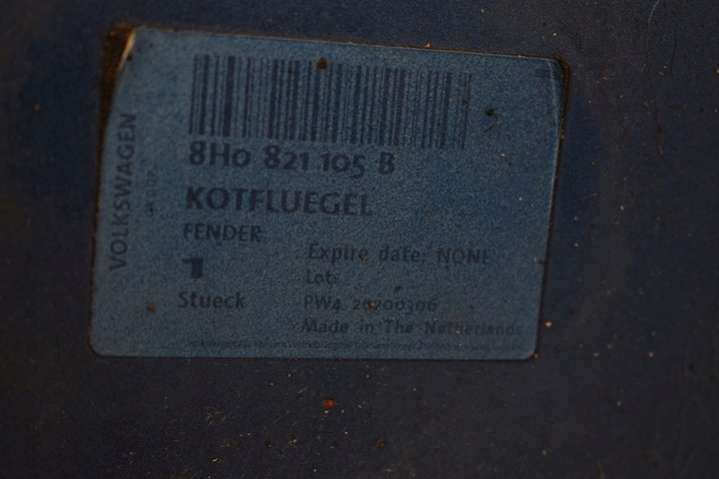 VOLKSWAGEN
8H0 821 105 B
KOTFLUEGEL
FENDER
1
Stueck
Expire date: NONE
Lot:
PW4 20200306
Made in The Netherlands